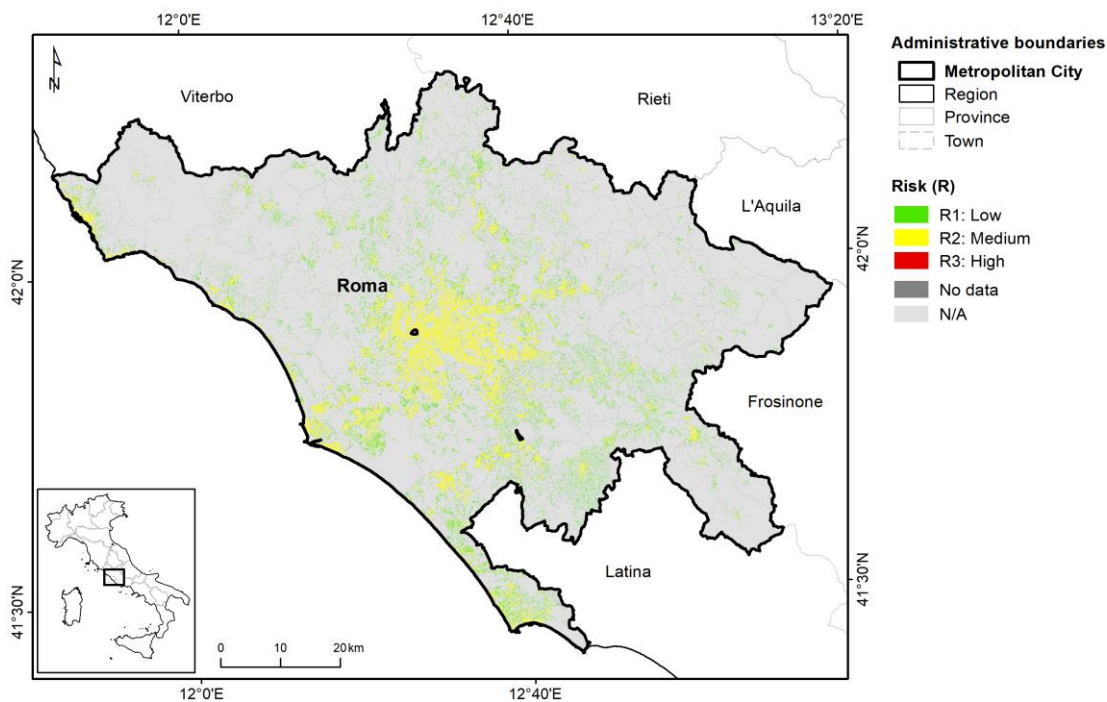 12°0'E
12°40'E
13°20'E
N
Viterbo
Rieti
L'Aquila
Roma
Frosinone
Latina
42°0'N
41°30'N
42°0'N
41°30'N
0
10
20 km
12°0'E
12°40'E
Administrative boundaries
Metropolitan City
Region
Province
Town
Risk (R)
R1: Low
R2: Medium
R3: High
No data
N/A